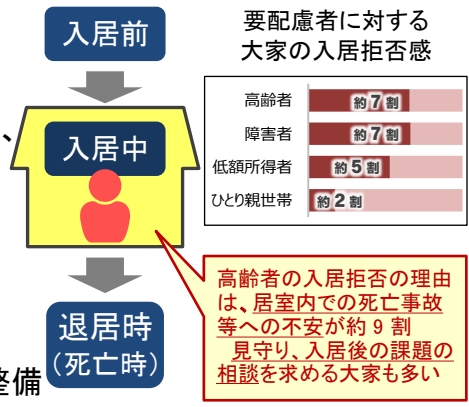 入居前
要配慮者に対する
大家の入居拒否感
高齢者 約7割
障害者 約7割
低額所得者 約5割
ひとり親世帯 約2割
、
入居中
高齢者の入居拒否の理由
は、居室内での死亡事故
等への不安が約9割
見守り、入居後の課題の
相談を求める大家も多い
退居時
(死亡時)
整備